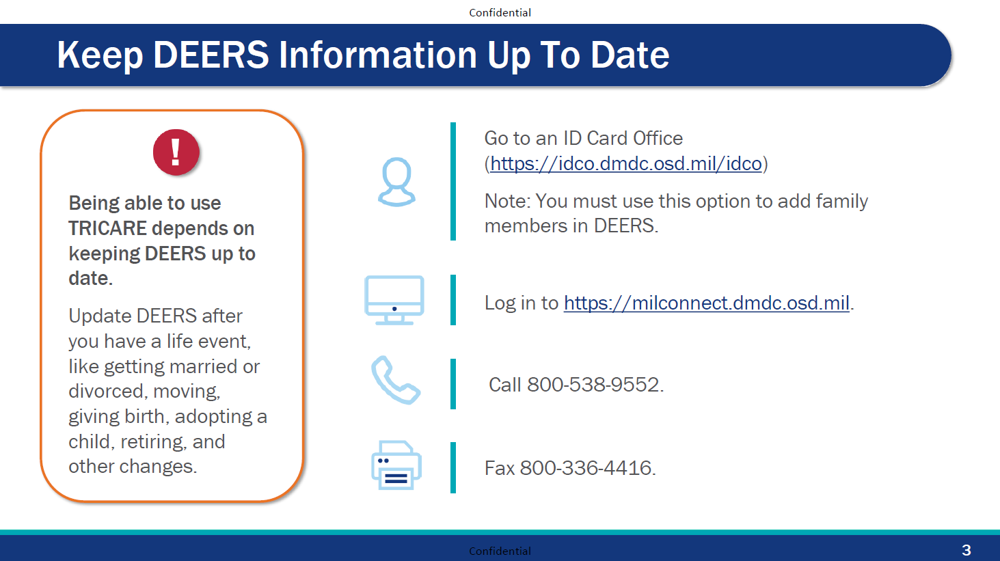 Confidential
Keep DEERS Information Up To Date
!
Being able to use
TRICARE depends on
keeping DEERS up to
date.
Update DEERS after
you have a life event,
like getting married or
divorced, moving,
giving birth, adopting a
child, retiring, and
other changes.
Go to an ID Card Office
(https://idco.dmdc.osd.mil/idco)
Note: You must use this option to add family
members in DEERS.
Log in to https://milconnect.dmdc.osd.mil.
Call 800-538-9552.
Fax 800-336-4416.
Confidential
3